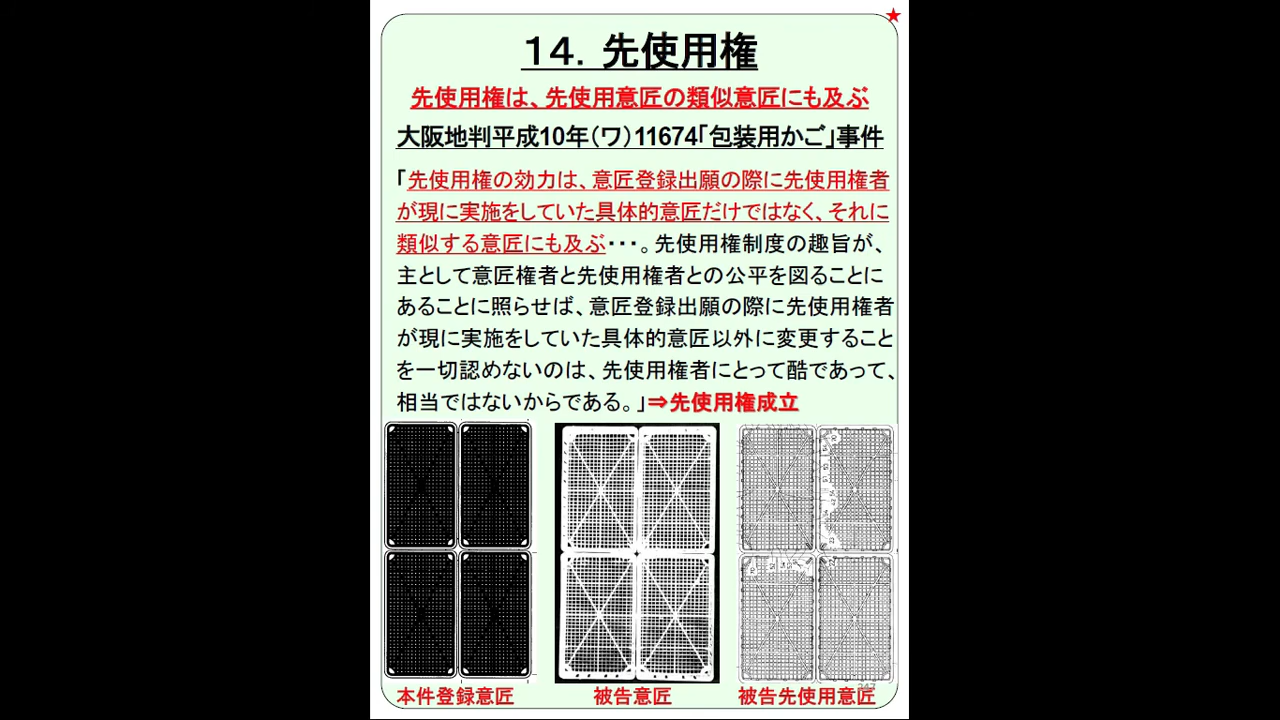 14．先使用権
先使用権は、先使用意匠の類似意匠にも及ぶ
大阪地判平成10年（ワ）11674「包装用かご」事件
「先使用権の効力は、意匠登録出願の際に先使用権者
が現に実施をしていた具体的意匠だけではなく、それに
類似する意匠にも及ぶ・・・。先使用権制度の趣旨が、
主として意匠権者と先使用権者との公平を図ることに
あることに照らせば、意匠登録出願の際に先使用権者
が現に実施をしていた具体的意匠以外に変更すること
を一切認めないのは、先使用権者にとって酷であって、
相当ではないからである。」⇒先使用権成立
本件登録意匠
被告意匠
被告先使用意匠